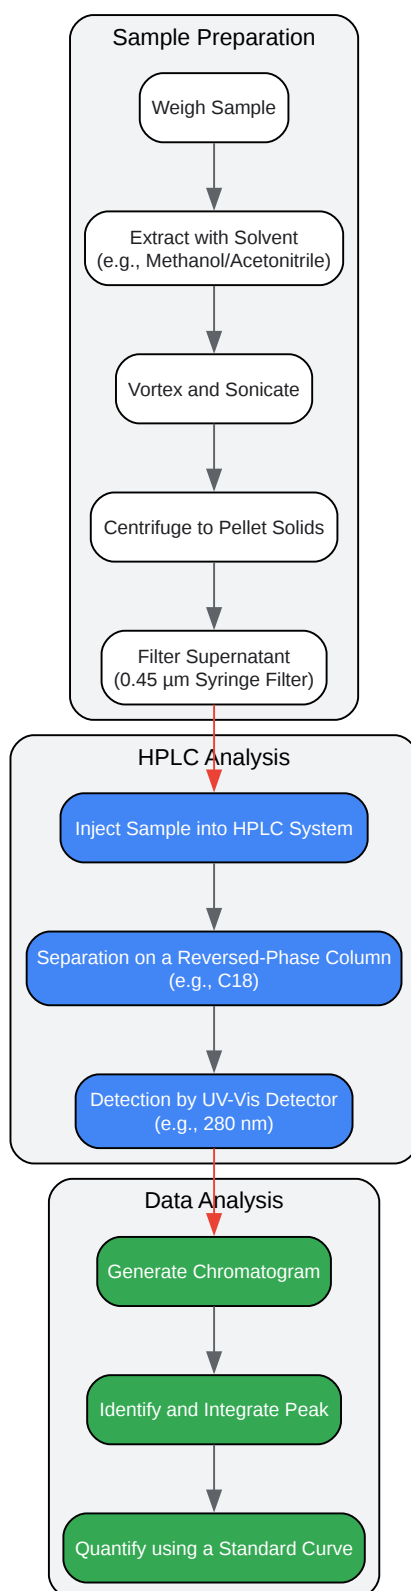 Sample Preparation
Weigh Sample
Extract with Solvent
(e.g., Methanol/Acetonitrile)
Vortex and Sonicate
Centrifuge to Pellet Solids
Filter Supernatant
(0.45 µm Syringe Filter)
HPLC Analysis
Inject Sample into HPLC System
Separation on a Reversed-Phase Column
(e.g., C18)
Detection by UV-Vis Detector
(e.g., 280 nm)
Data Analysis
Generate Chromatogram
Identify and Integrate Peak
Quantify using a Standard Curve